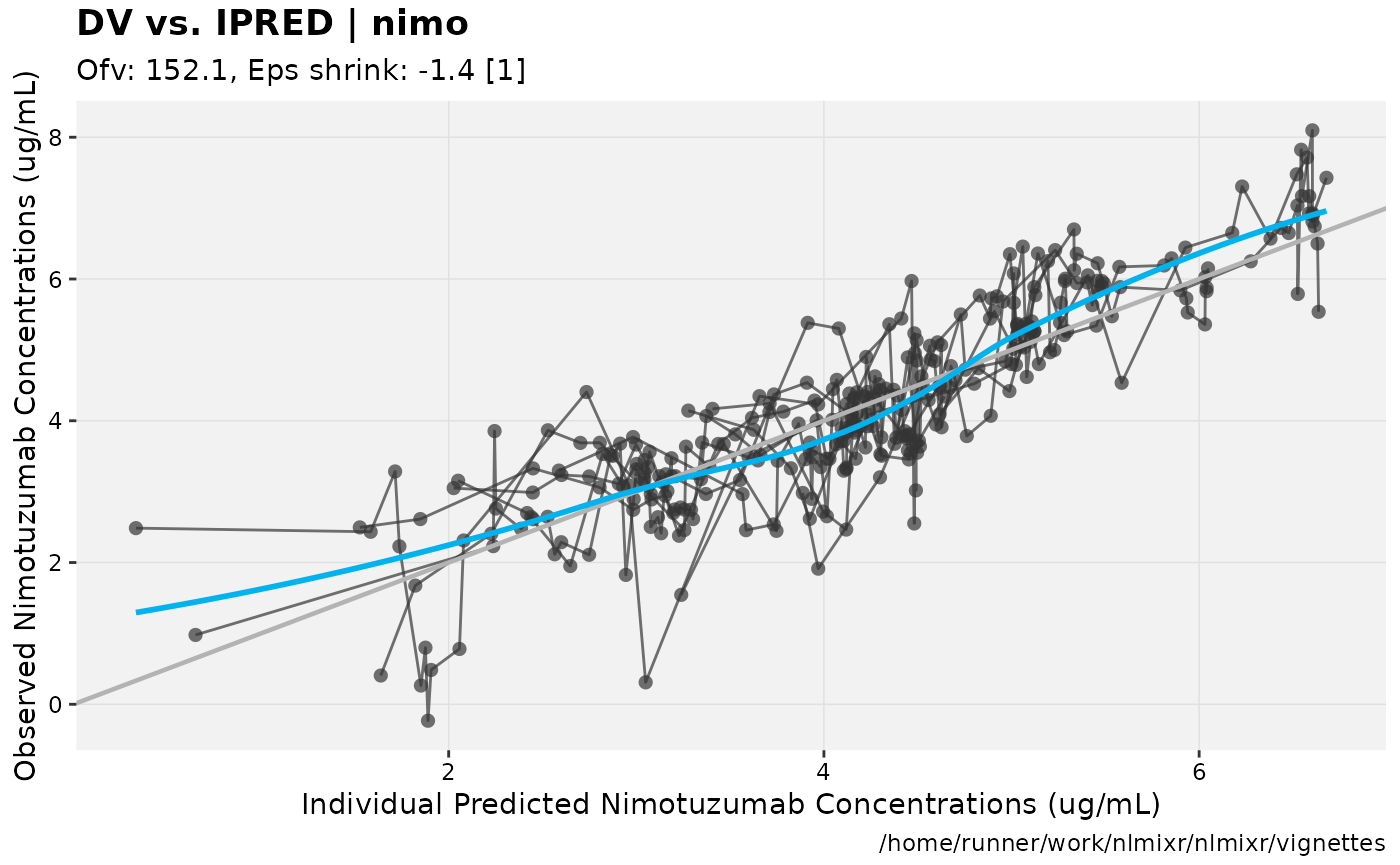 DV vs. IPRED | nimo
Ofv: 152.1, Eps shrink: -1.4 [1]
Observed Nimotuzumab Concentrations (ug/mL)
8
6
4
2
0
2
4
6
Individual Predicted Nimotuzumab Concentrations (ug/mL)
/home/runner/work/nlmixr/nlmixr/vignettes